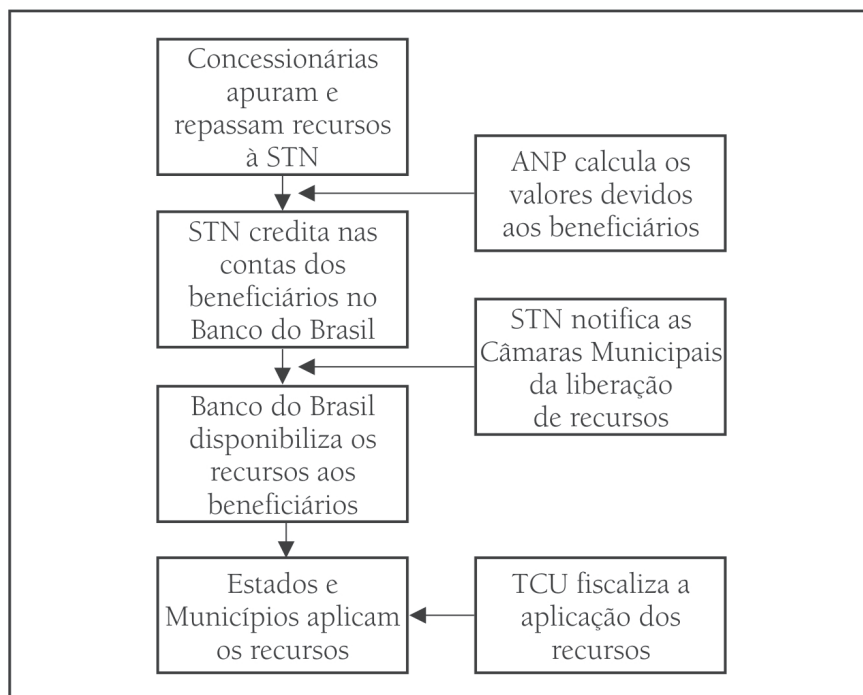 Concessionárias
apuram e
repassam recursos
à STN
ANP calcula os
valores devidos
aos beneficiários
STN credita nas
contas dos
beneficiários no
Banco do Brasil
STN notifica as
Câmaras Municipais
da liberação
de recursos
Banco do Brasil
disponibiliza os
recursos aos
beneficiários
Estados e
Municípios aplicam
os recursos
TCU fiscaliza a
aplicação dos
recursos